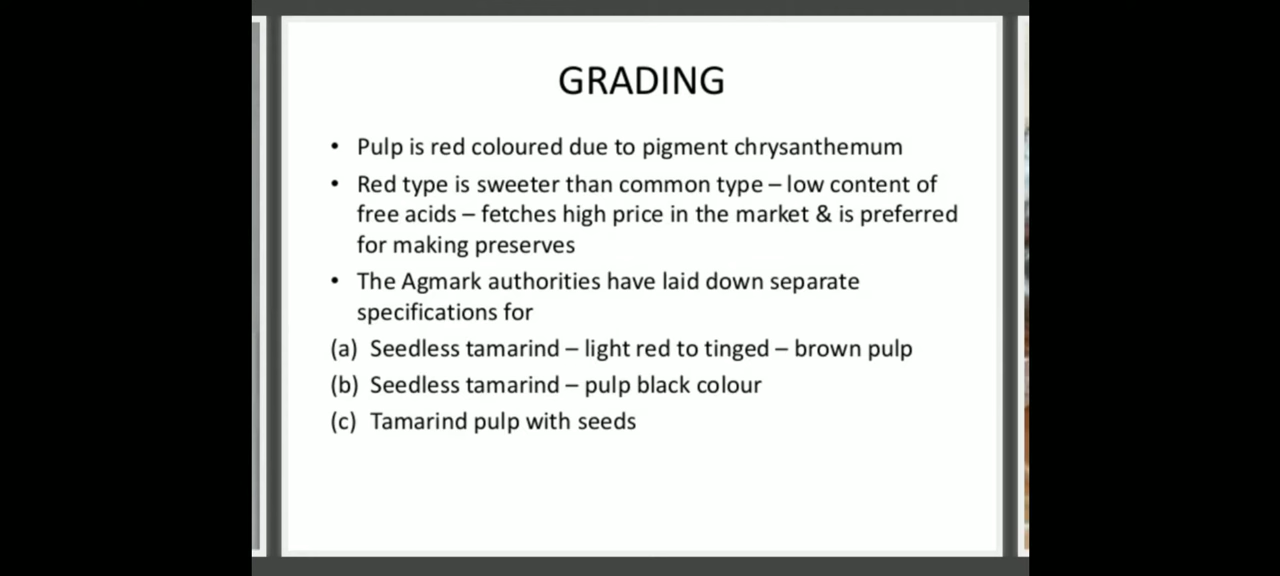 GRADING
• Pulp is red coloured due to pigment chrysanthemum
• Red type is sweeter than common type – low content of
free acids – fetches high price in the market & is preferred
for making preserves
• The Agmark authorities have laid down separate
specifications for
(a) Seedless tamarind – light red to tinged – brown pulp
(b) Seedless tamarind – pulp black colour
(c) Tamarind pulp with seeds